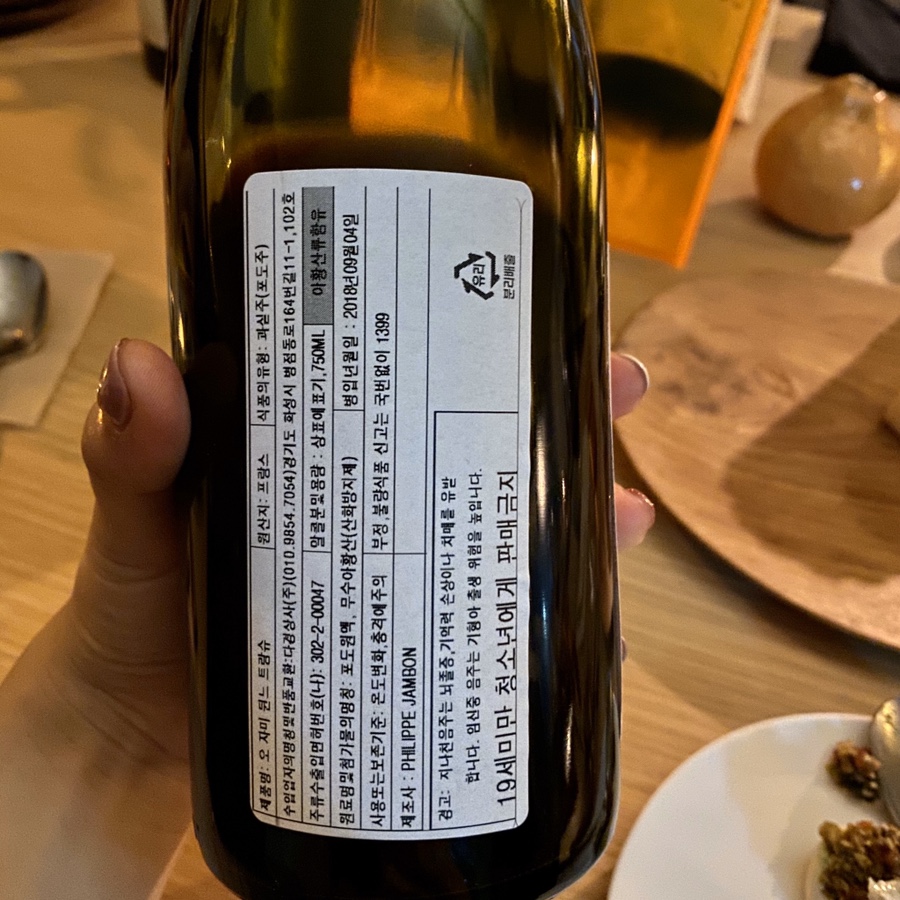 제품명: 오 자미 뒨느 트랑슈 원산지: 프랑스 식품의유형: 과실주(포도주)
수입업자의명칭및반품교환:다경상사(주)(010.9854.7054)경기도 화성시 병점동로164번길11-1,102호
주류수출입면허번호(나): 302-2-00047 알콜분및용량 : 상표에 표기,750ML 아황산류함유
원료명및첨가물의명칭: 포도원액, 무수아황산(산화방지제) 병입년월일 : 2018년09월04일
사용또는보존기준: 온도변화,충격에주의 부정,불량식품 신고는 국번없이 1399
제조사 : PHILIPPE JAMBON
경고: 지나친음주는 뇌졸증,기억력 손상이나 치매를 유발
합니다. 임신중 음주는 기형아 출생 위험을 높입니다.
19세미만 청소년에게 판매금지
유리
분리배출